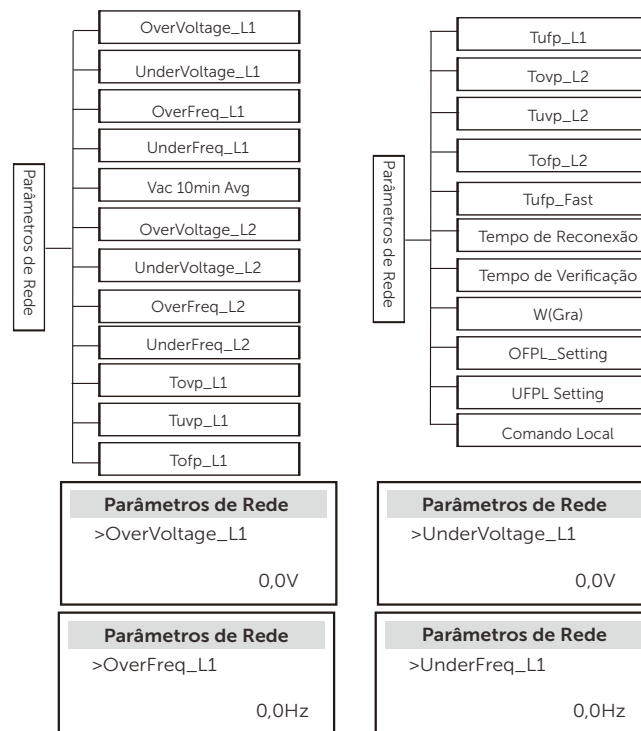 Parâmetros de Rede
OverVoltage_L1
UnderVoltage_L1
OverFreq_L1
UnderFreq_L1
Vac 10min Avg
OverVoltage_L2
UnderVoltage_L2
OverFreq_L2
UnderFreq_L2
Tovp_L1
Tuvp_L1
Tofp_L1
Parâmetros de Rede
Tufp_L1
Tovp_L2
Tuvp_L2
Tofp_L2
Tufp_Fast
Tempo de Reconexão
Tempo de Verificação
W(Gra)
OFPL_Setting
UFPL Setting
Comando Local
Parâmetros de Rede
>OverVoltage_L1
0,0V
Parâmetros de Rede
>UnderVoltage_L1
0,0V
Parâmetros de Rede
>OverFreq_L1
0,0Hz
Parâmetros de Rede
>UnderFreq_L1
0,0Hz